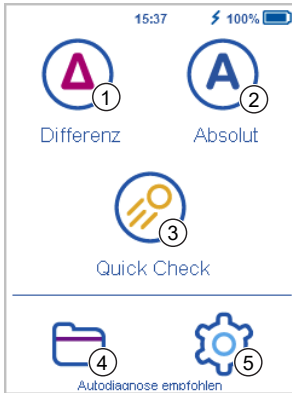 15:37 100%
Δ A
1 2
Differenz Absolut
3
Quick Check
4 5
Autodiagnose empfohlen